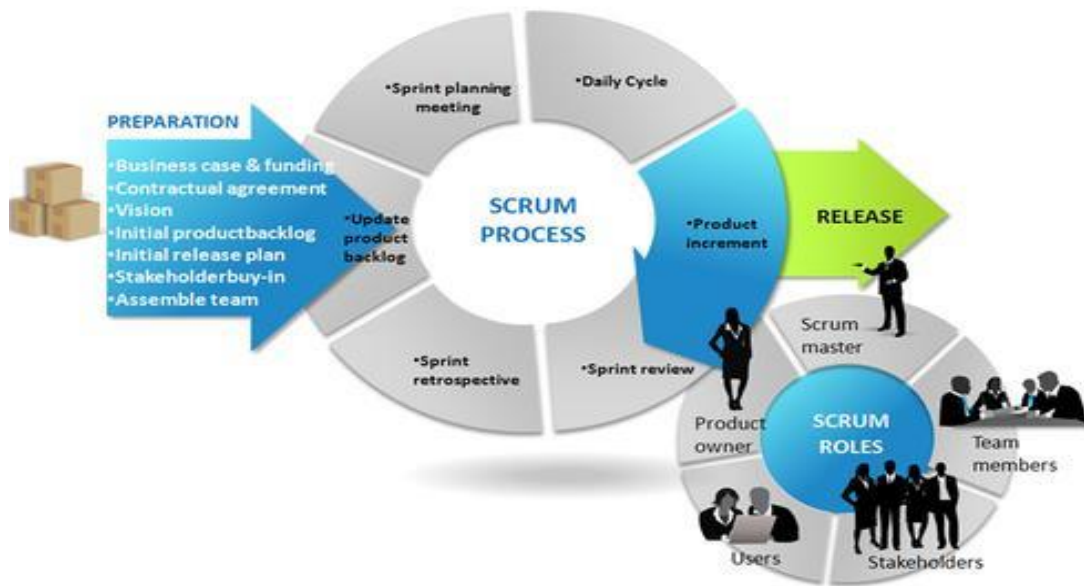 PREPARATION
•Business case & funding
•Contractual agreement
•Vision
•Initial productbacklog
•Initial release plan
•Stakeholderbuy-in
•Assemble team
•Sprint planning
meeting
•Daily Cycle
•Update
product
backlog
SCRUM
PROCESS
•Product
increment
RELEASE
•Sprint
retrospective
•Sprint review
Scrum
master
Product
owner
SCRUM
ROLES
Team
members
Users
Stakeholders